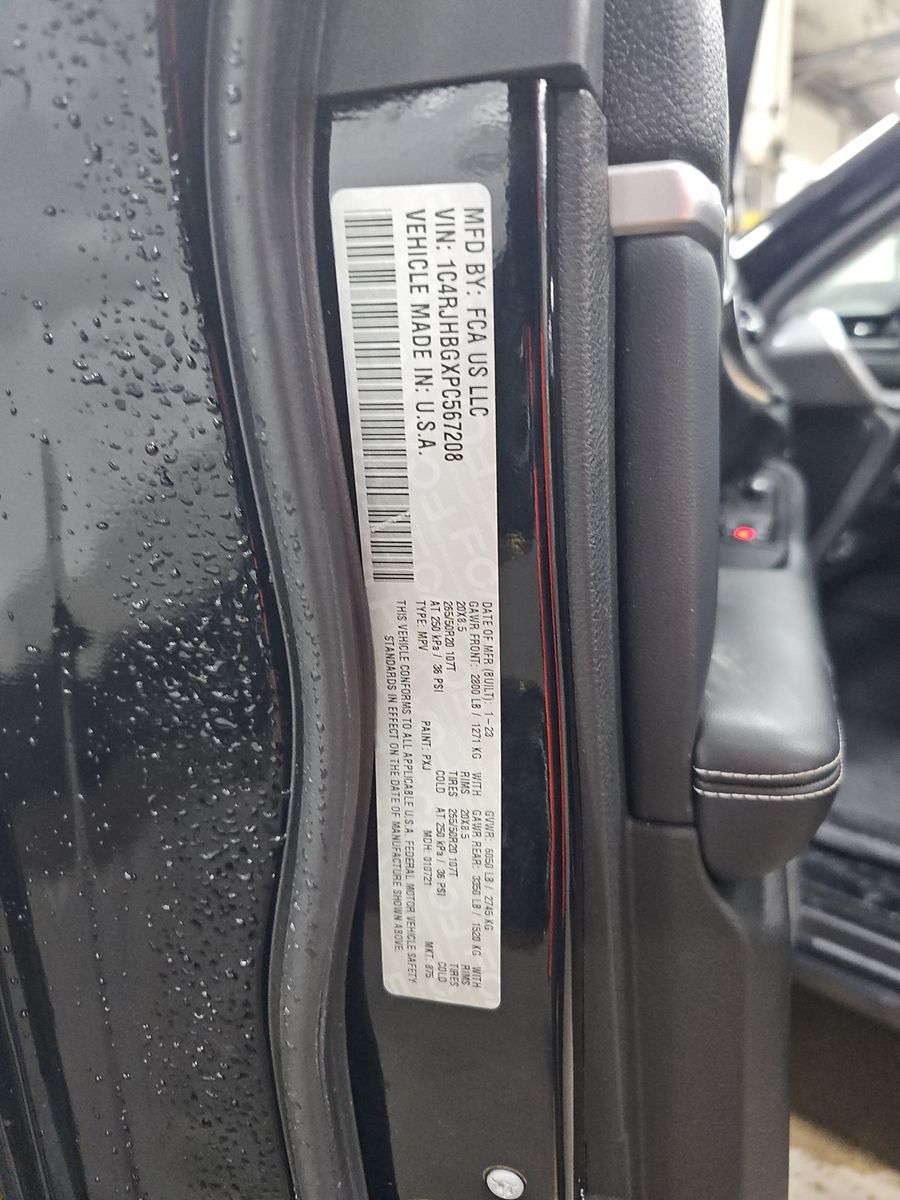 MFD BY: FCA US LLC
VIN: 1C4RJHBGXPC567208
VEHICLE MADE IN: U.S.A.
DATE OF MFR (BUILT): 1-23 GVWR: 6050 LB / 2745 KG
GAWR FRONT: 2800 LB / 1271 KG WITH GAWR REAR: 3350 LB / 1520 KG WITH
20X8.5 RIMS 20X8.5 RIMS
265/50R20 107T TIRES 265/50R20 107T TIRES
AT 250 kPa / 36 PSI COLD AT 250 kPa / 36 PSI COLD
TYPE: MPV PAINT: PXJ MDH: 010721 MKT: 875
THIS VEHICLE CONFORMS TO ALL APPLICABLE U.S.A. FEDERAL MOTOR VEHICLE SAFETY
STANDARDS IN EFFECT ON THE DATE OF MANUFACTURE SHOWN ABOVE.